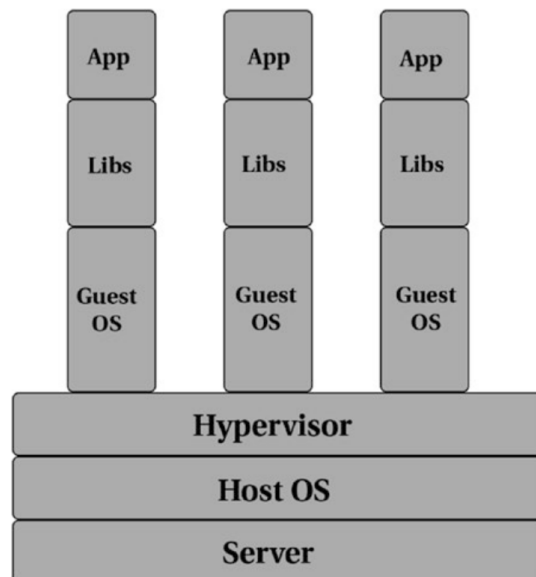 App App App
Libs Libs Libs
Guest Guest Guest
OS OS OS
Hypervisor
Host OS
Server